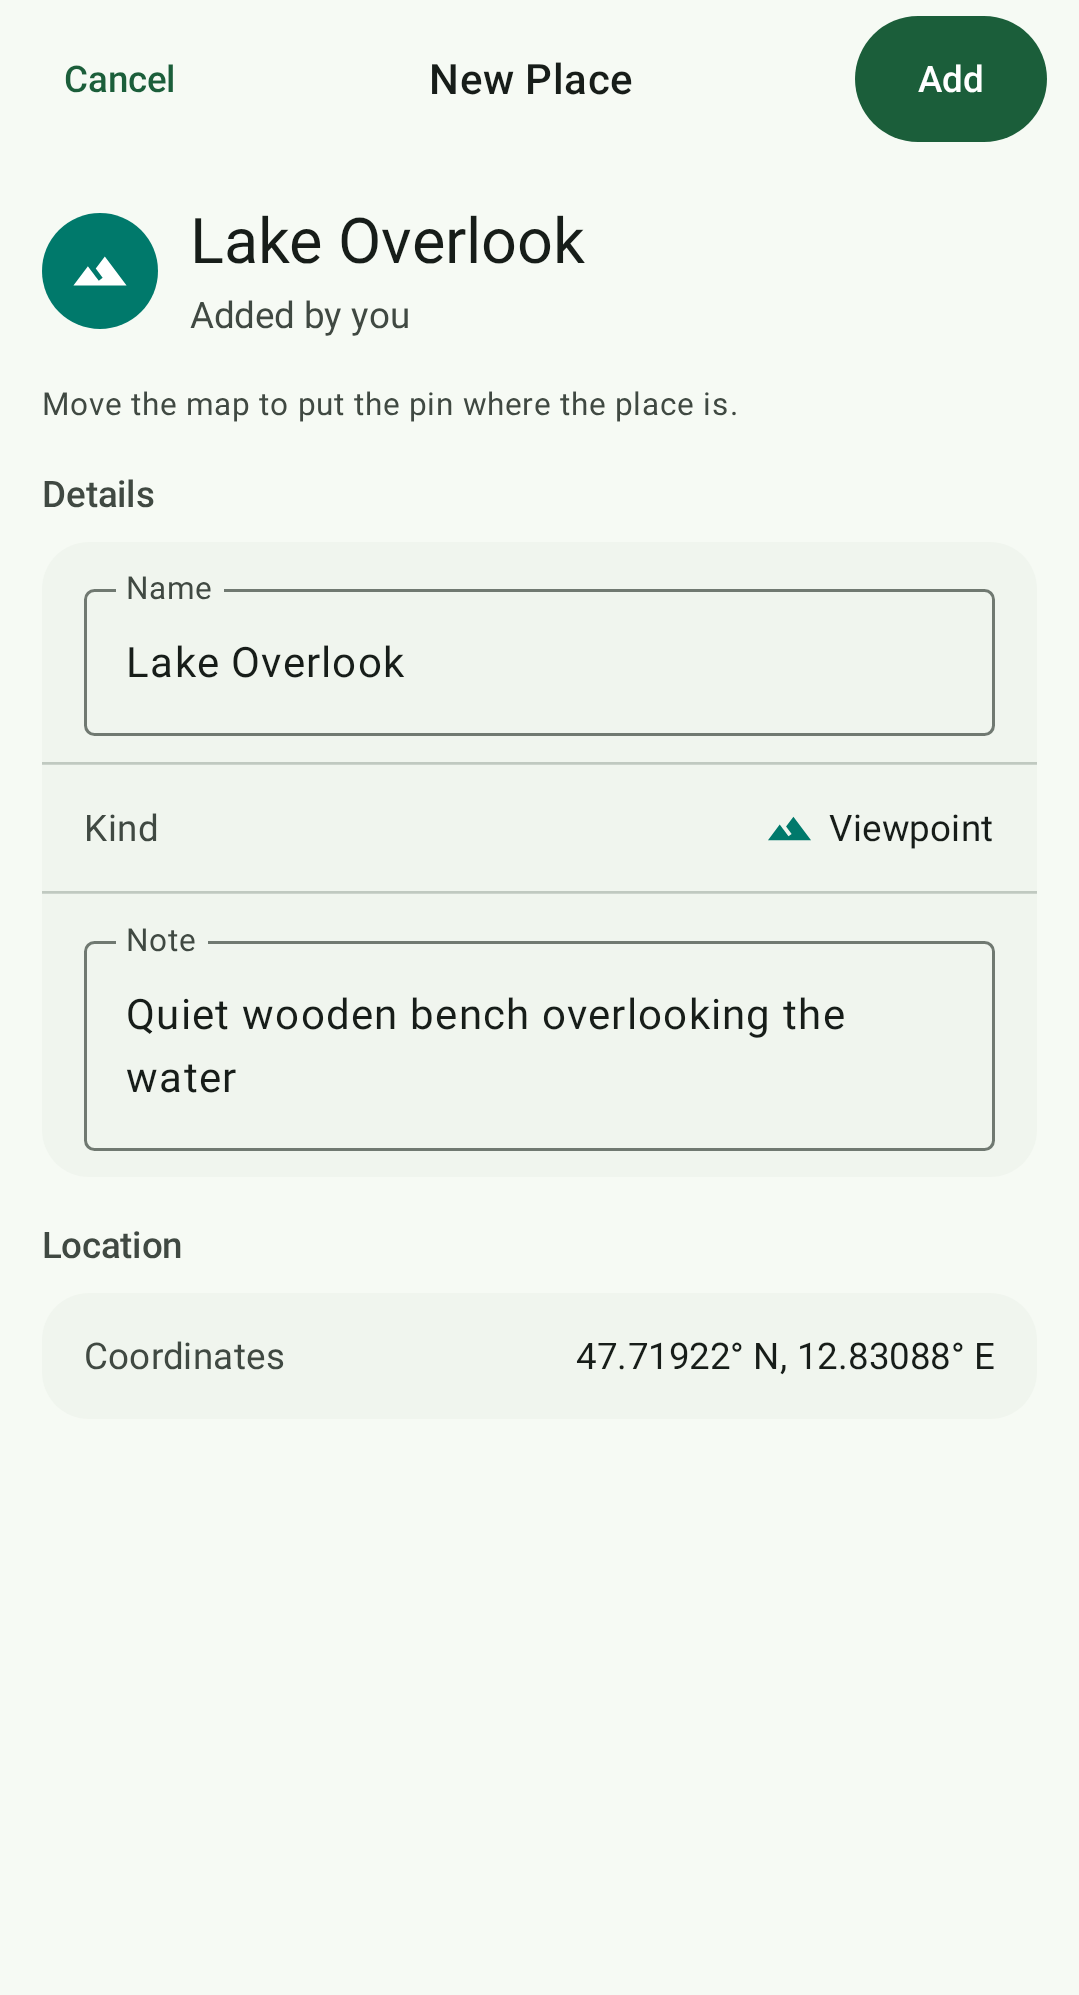 Cancel
New Place
Add
Lake Overlook
Added by you
Move the map to put the pin where the place is.
Details
Name
Lake Overlook
Kind
Viewpoint
Note
Quiet wooden bench overlooking the
water
Location
Coordinates
47.71922° N, 12.83088° E